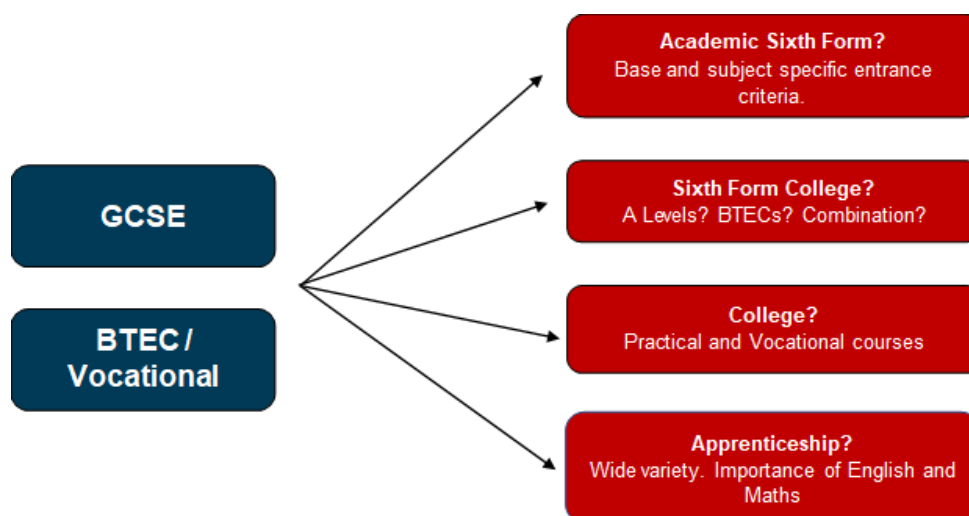 GCSE
BTEC /
Vocational
Academic Sixth Form?
Base and subject specific entrance
criteria.
Sixth Form College?
A Levels? BTECs? Combination?
College?
Practical and Vocational courses
Apprenticeship?
Wide variety. Importance of English and
Maths